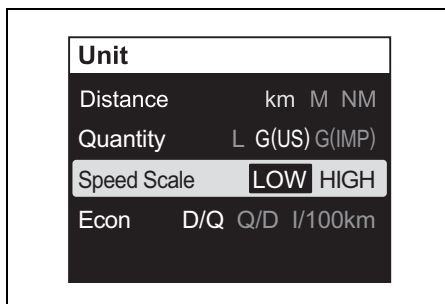 Unit
Distance km M NM
Quantity L G(US) G(IMP)
Speed Scale LOW HIGH
Econ D/Q Q/D l/100km